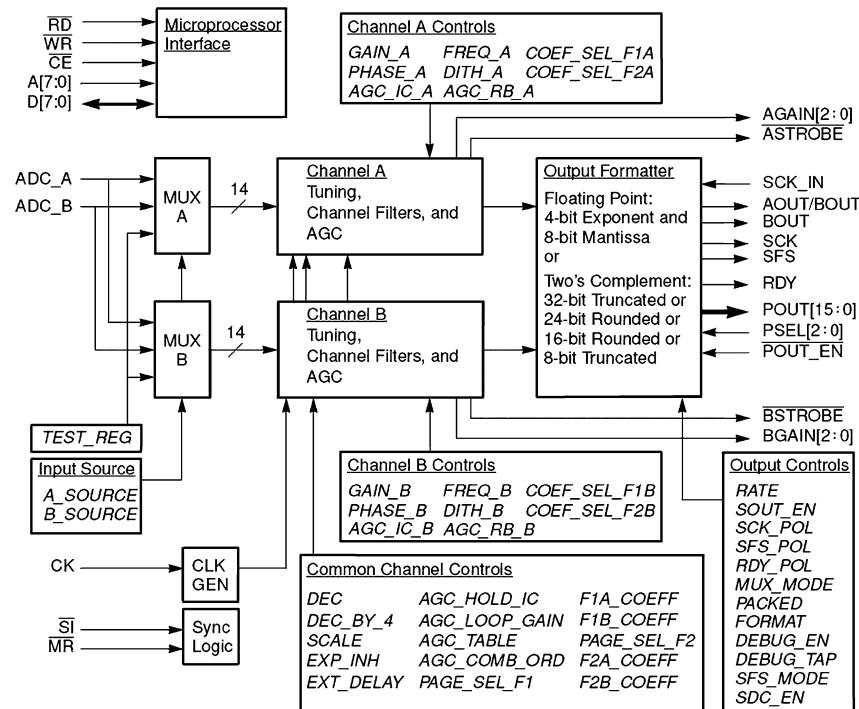 RD
WR
CE
A[7:0]
D[7:0]
Microprocessor
Interface
Channel A Controls
GAIN_A FREQ_A COEF_SEL_F1A
PHASE_A DITH_A COEF_SEL_F2A
AGC_IC_A AGC_RB_A
AGAIN[2:0]
ASTROBE
ADC_A
ADC_B
MUX
A
14
Channel A
Tuning,
Channel Filters, and
AGC
Output Formatter
Floating Point:
4-bit Exponent and
8-bit Mantissa
or
Two's Complement:
32-bit Truncated or
24-bit Rounded or
16-bit Rounded or
8-bit Truncated
SCK_IN
AOUT/BOUT
BOUT
SCK
SFS
RDY
POUT[15:0]
PSEL[2:0]
POUT_EN
MUX
B
14
Channel B
Tuning,
Channel Filters, and
AGC
BSTROBE
BGAIN[2:0]
TEST_REG
Input Source
A_SOURCE
B_SOURCE
Channel B Controls
GAIN_B FREQ_B COEF_SEL_F1B
PHASE_B DITH_B COEF_SEL_F2B
AGC_IC_B AGC_RB_B
Output Controls
RATE
SOUT_EN
SCK_POL
SFS_POL
RDY_POL
MUX_MODE
PACKED
FORMAT
DEBUG_EN
DEBUG_TAP
SFS_MODE
SDC_EN
CK
CLK
GEN
SI
MR
Sync
Logic
Common Channel Controls
DEC AGC_HOLD_IC F1A_COEFF
DEC_BY_4 AGC_LOOP_GAIN F1B_COEFF
SCALE AGC_TABLE PAGE_SEL_F2
EXP_INH AGC_COMB_ORD F2A_COEFF
EXT_DELAY PAGE_SEL_F1 F2B_COEFF